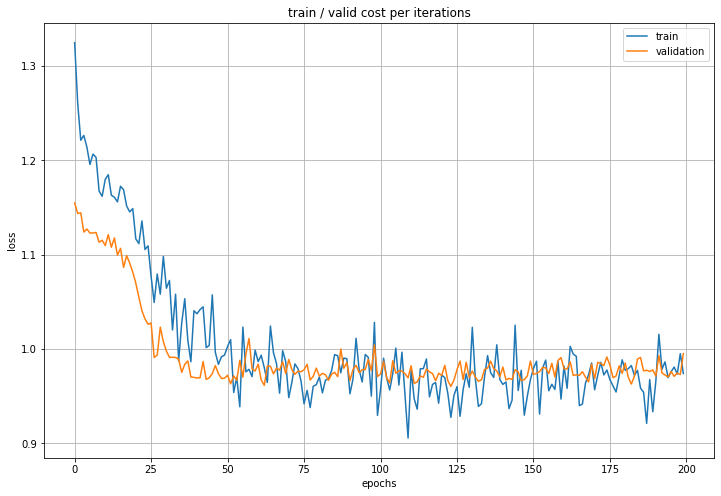 train / valid cost per iterations
train
validation
1.3
1.2
1.1
1.0
0.9
loss
0
25
50
75
100
125
150
175
200
epochs